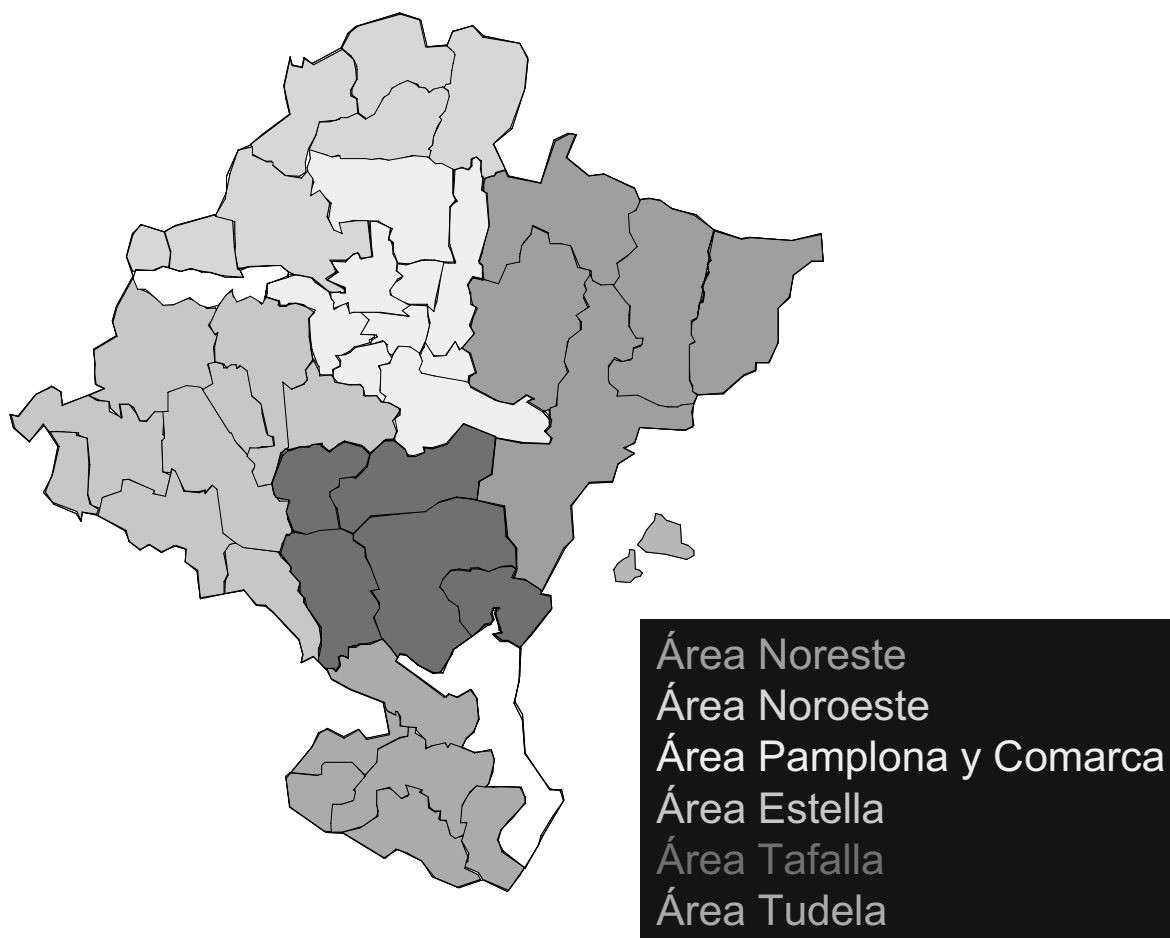 Área Noreste
Área Noroeste
Área Pamplona y Comarca
Área Estella
Área Tafalla
Área Tudela